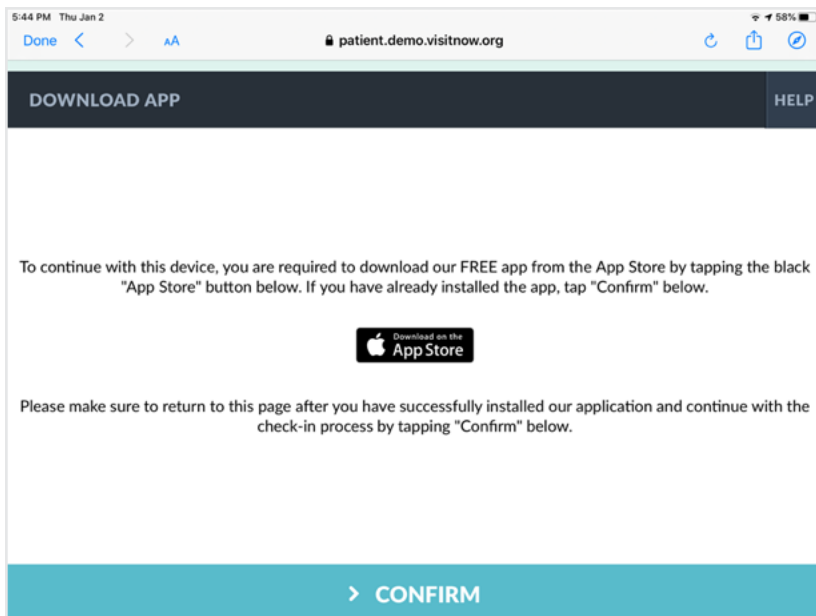 5:44 PM Thu Jan 2
58%
Done
AA
patient.demo.visitnow.org
DOWNLOAD APP
HELP
To continue with this device, you are required to download our FREE app from the App Store by tapping the black
"App Store" button below. If you have already installed the app, tap "Confirm" below.
Download on the
App Store
Please make sure to return to this page after you have successfully installed our application and continue with the
check-in process by tapping "Confirm" below.
CONFIRM